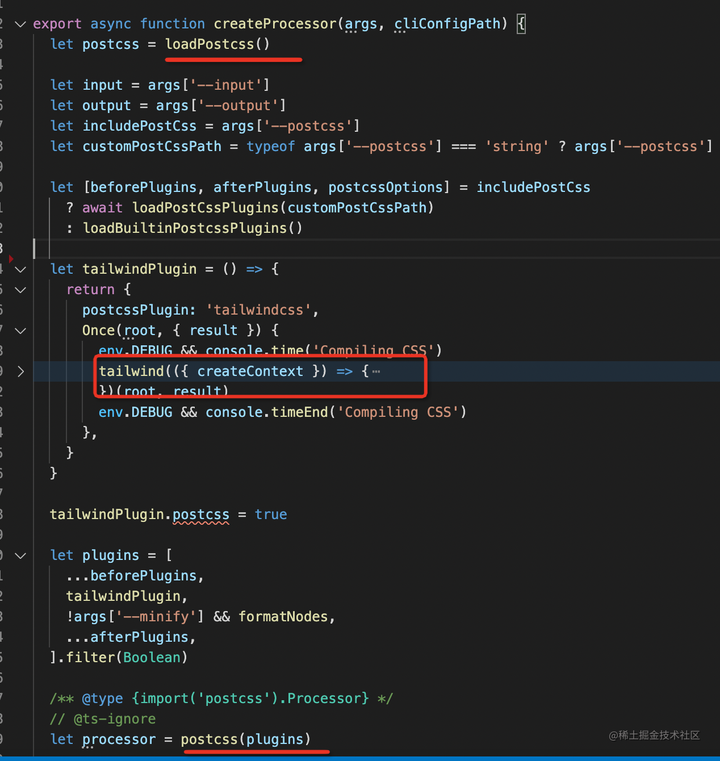 export async function createProcessor(args, cliConfigPath) {
let postcss = loadPostcss()
let input = args['--input']
let output = args['--output']
let includePostCss = args['--postcss']
let customPostCssPath = typeof args['--postcss'] === 'string' ? args['--postcss']
let [beforePlugins, afterPlugins, postcssOptions] = includePostCss
? await loadPostCssPlugins(customPostCssPath)
: loadBuiltinPostcssPlugins()
let tailwindPlugin = () => {
return {
postcssPlugin: 'tailwindcss',
Once(root, { result }) {
env.DEBUG && console.time('Compiling CSS')
tailwind(({ createContext }) => {⋯
})(root, result)
env.DEBUG && console.timeEnd('Compiling CSS')
},
}
}
tailwindPlugin.postcss = true
let plugins = [
...beforePlugins,
tailwindPlugin,
!args['--minify'] && formatNodes,
...afterPlugins,
].filter(Boolean)
/** @type {import('postcss').Processor} */
// @ts-ignore
let processor = postcss(plugins)
@稀土掘金技术社区